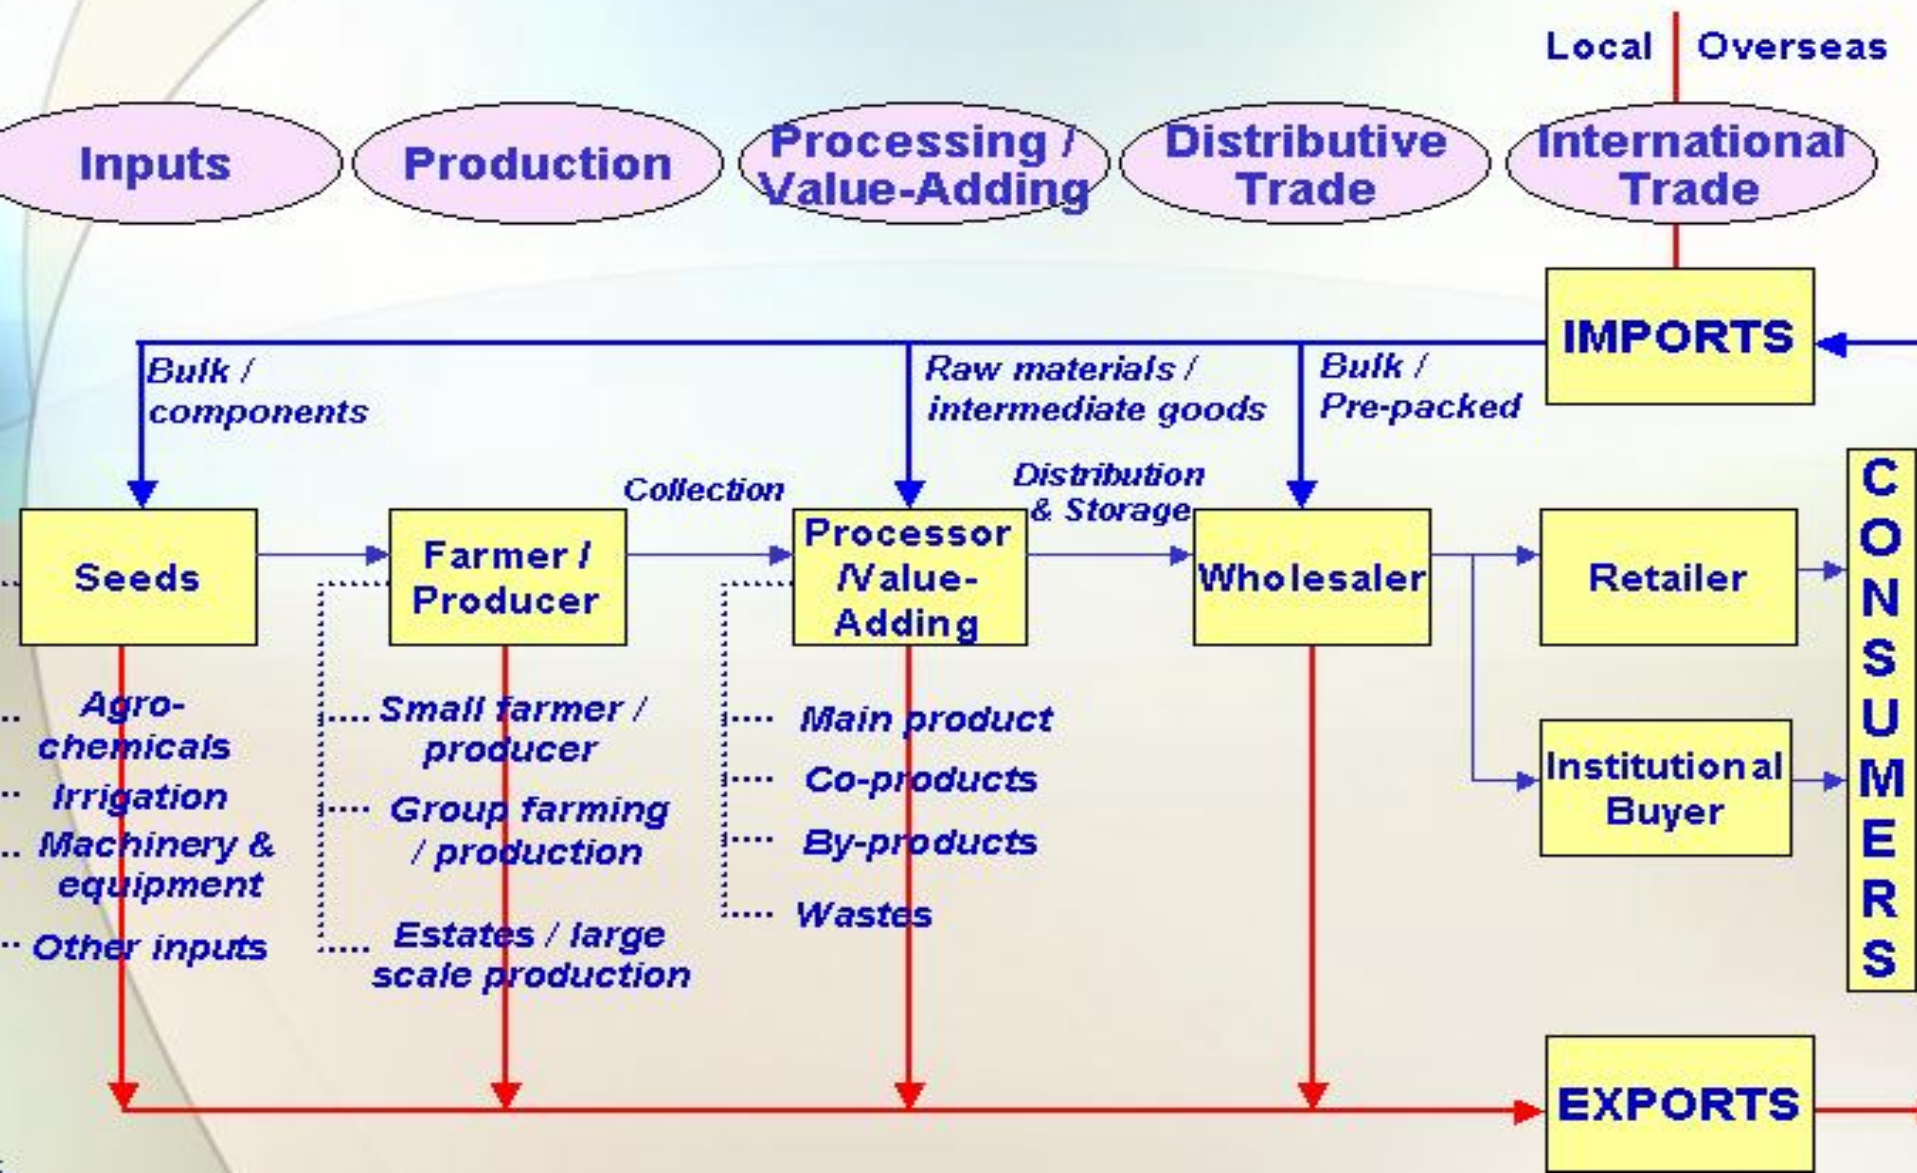 Local
Overseas
Inputs
Production
Processing /
Value-Adding
Distributive
Trade
International
Trade
IMPORTS
Bulk /
components
Raw materials /
intermediate goods
Bulk /
Pre-packed
Collection
Distribution
& Storage
Seeds
Farmer /
Producer
Processor
/Value-
Adding
Wholesaler
Retailer
Institutional
Buyer
CONSUMERS
Agro-
chemicals
Irrigation
Machinery &
equipment
Other inputs
Small farmer /
producer
Group farming
/ production
Estates / large
scale production
Main product
Co-products
By-products
Wastes
EXPORTS